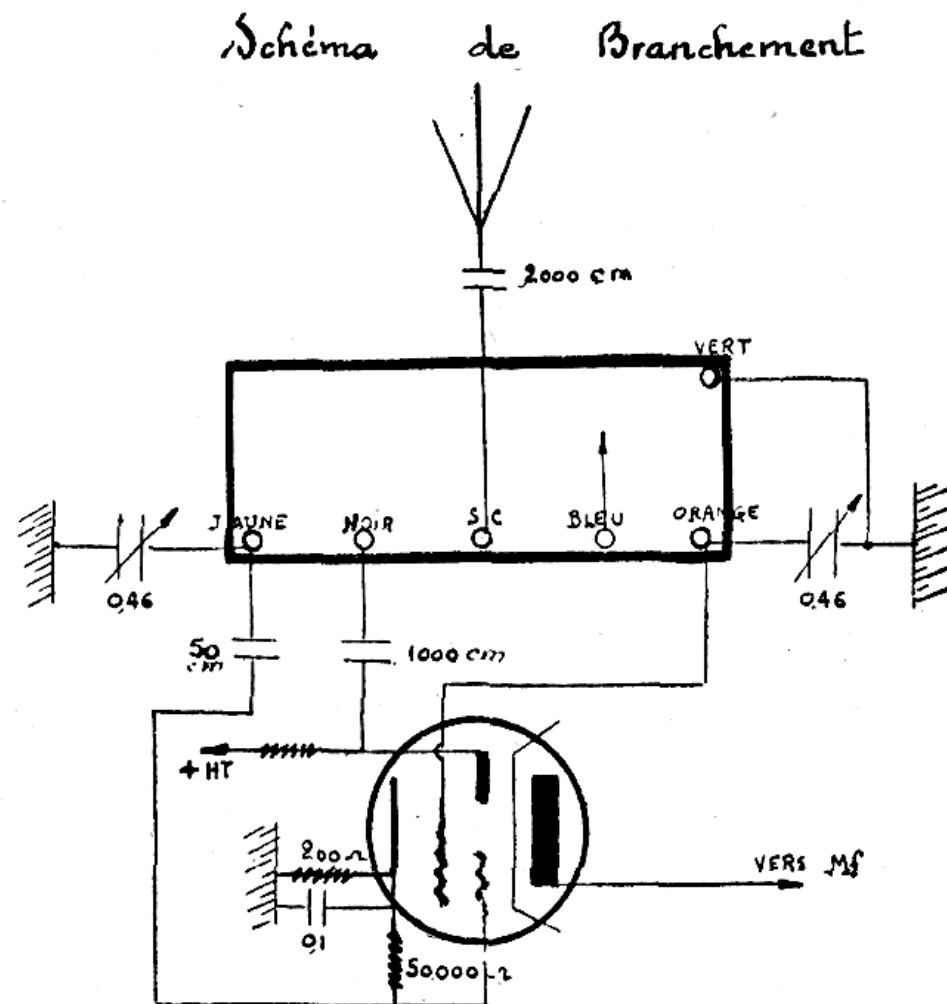 Schéma de Branchement
2000 cm
VERT
JAUNE NOIR SC BLEU ORANGE
0,46
0,46
50 cm
1000 cm
+ HT
200 Ω
VERS Mf
0,1
50.000 Ω